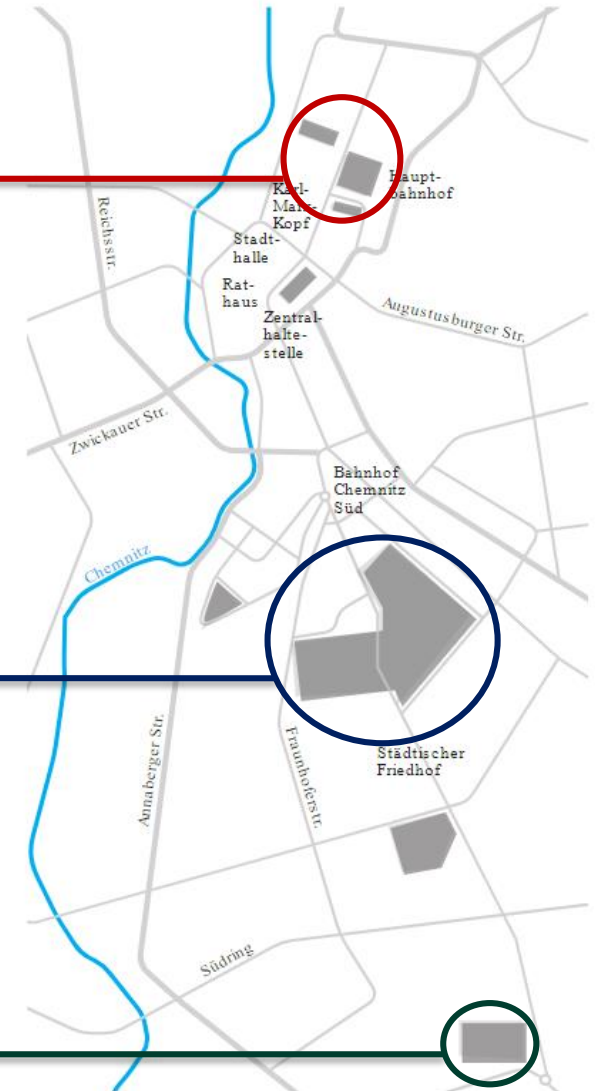 Haupt-
bahnhof
Karl-
Marx-
Kopf
Reichsstr.
Stadt-
halle
Rat-
haus
Zentral-
halte-
stelle
Augustusburger Str.
Zwickauer Str.
Bahnhof
Chemnitz
Süd
Chemnitz
Städtischer
Friedhof
Annaberger Str.
Fraunhoferstr.
Südring